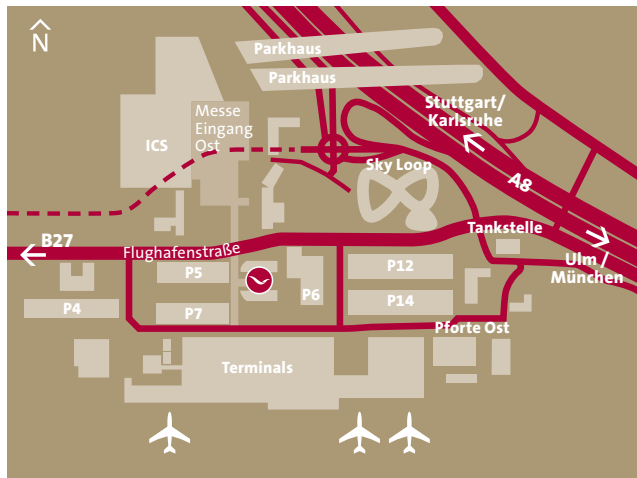 N
Parkhaus
Parkhaus
Stuttgart/
Karlsruhe
Messe
Eingang
Ost
ICS
Sky Loop
A8
Tankstelle
B27
Flughafenstraße
Ulm/
München
P5
P12
P6
P4
P7
P14
Pforte Ost
Terminals